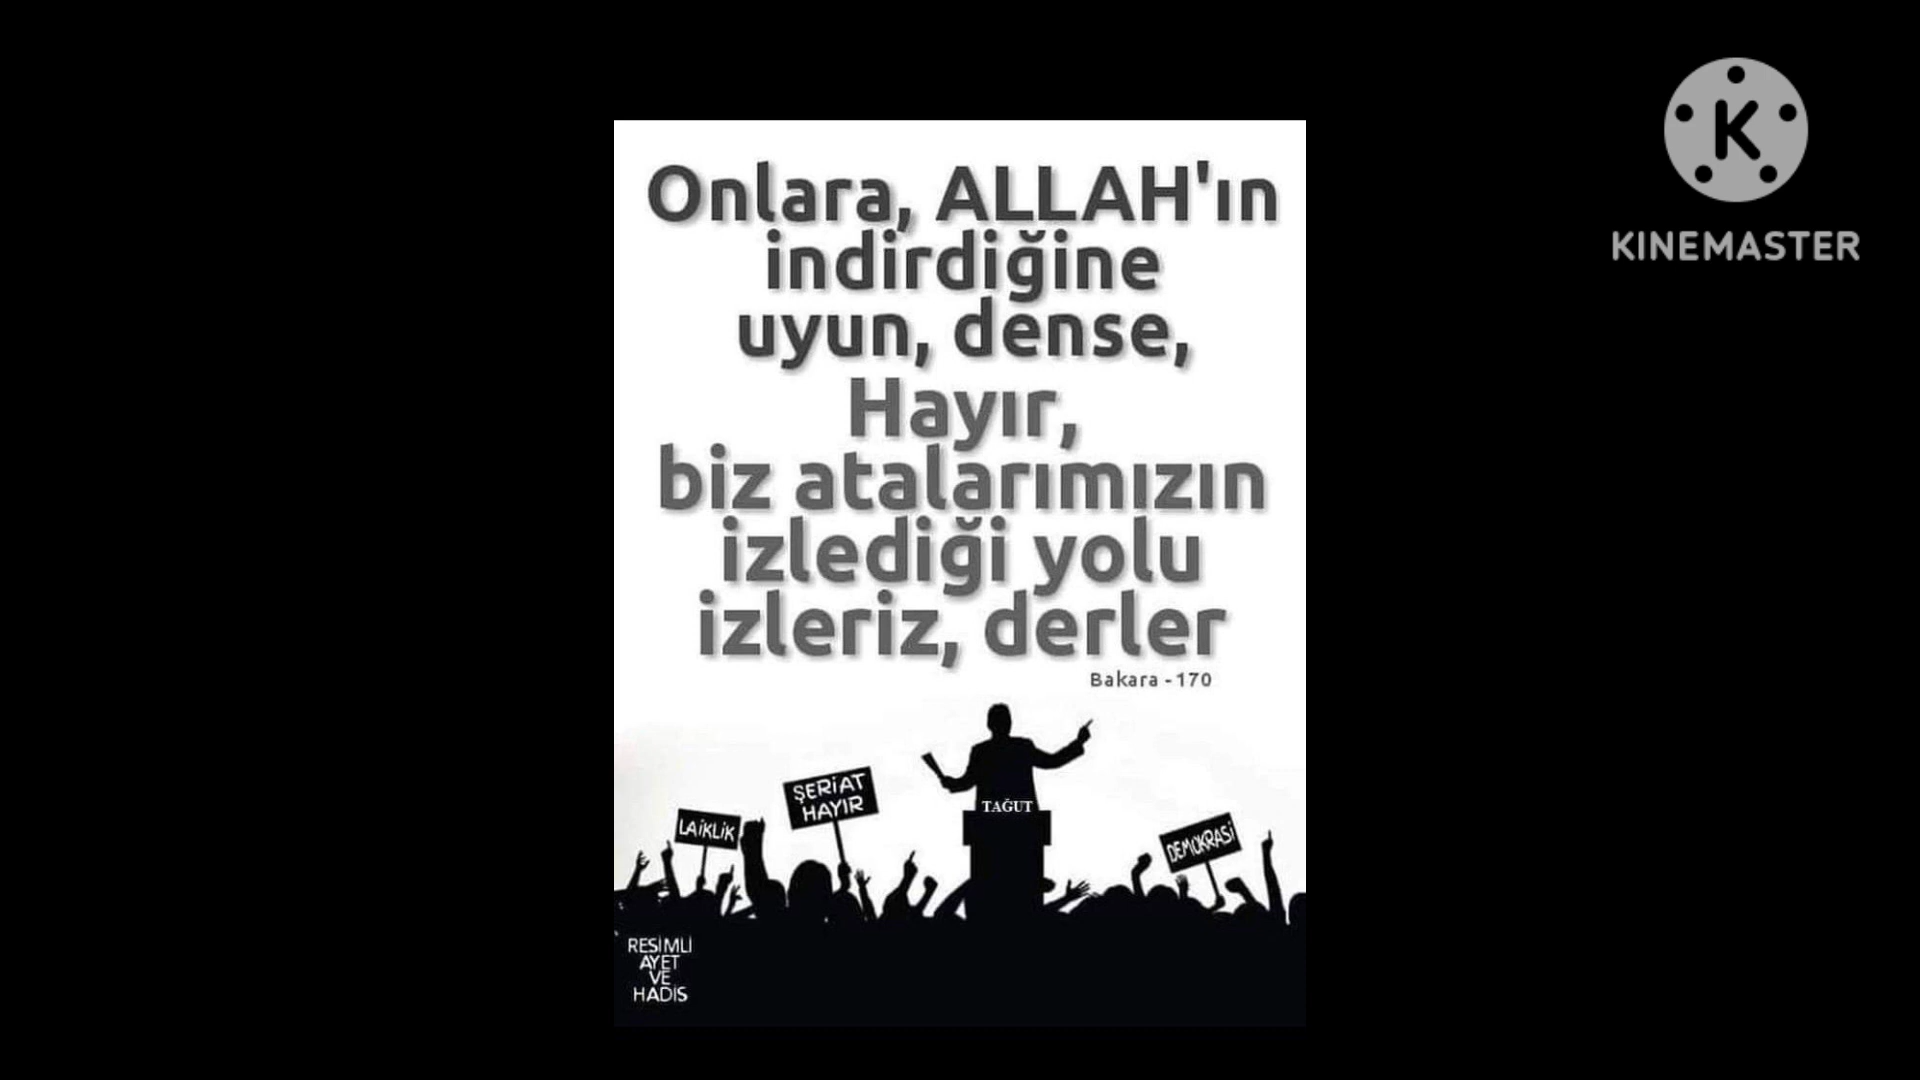 Onlara, ALLAH'ın
indirdiğine
uyun, dense,
Hayır,
biz atalarımızın
izlediği yolu
izleriz, derler
Bakara - 170
ŞERİAT
HAYIR
LAİKLİK
TAĞUT
DEMOKRASİ
RESİMLİ
AYET
VE
HADİS
K
KINEMASTER